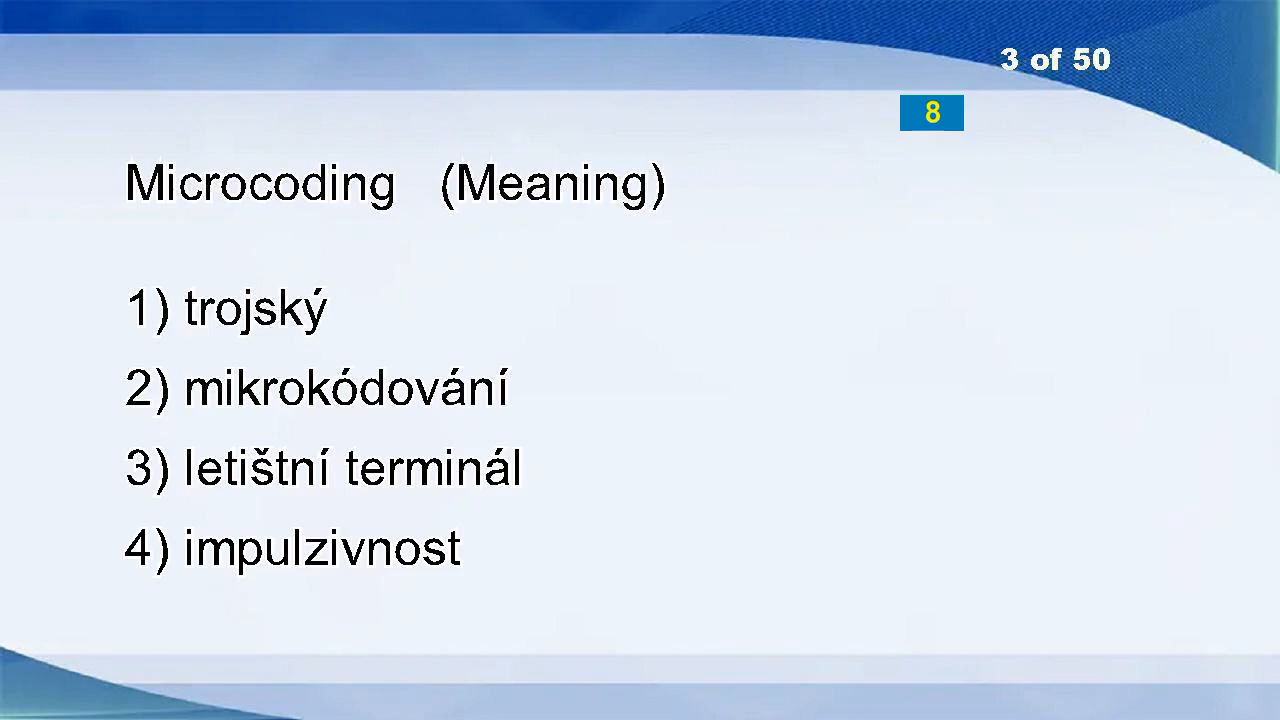 3 of 50
8
Microcoding (Meaning)
1) trojský
2) mikrokódování
3) letištní terminál
4) impulzivnost